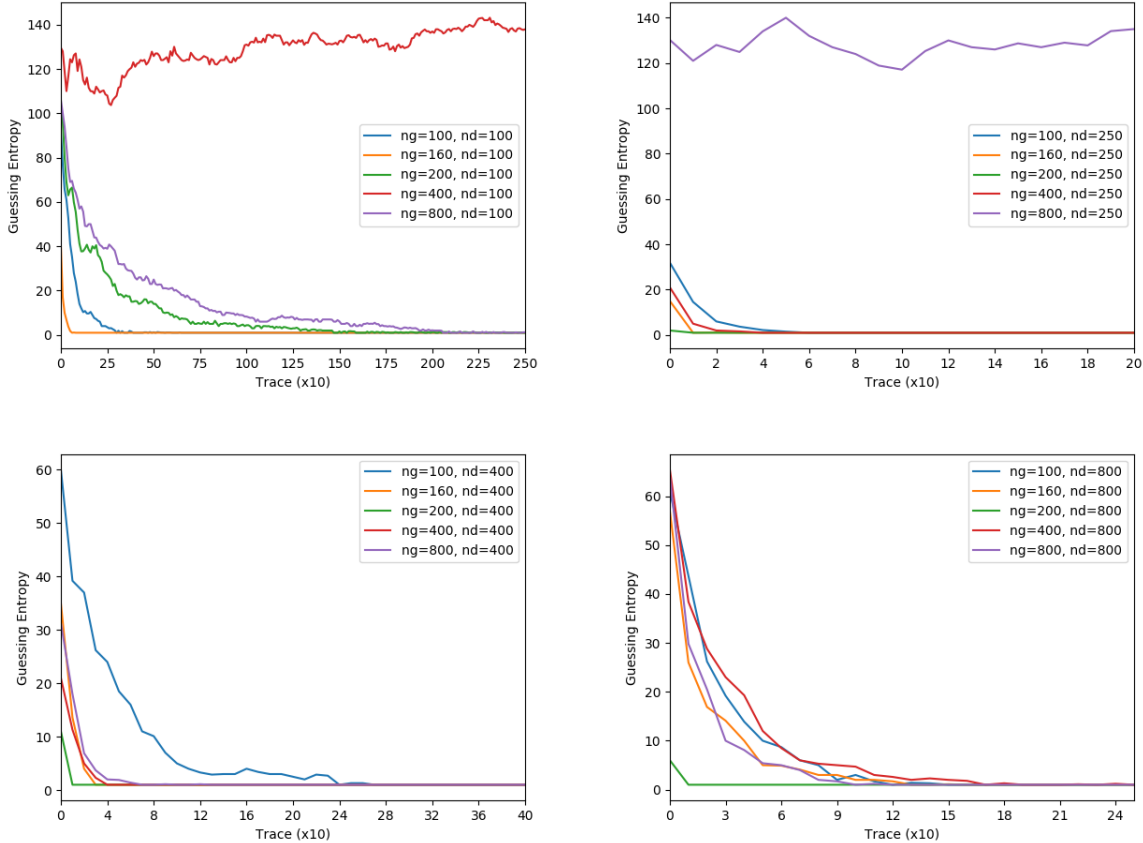 140
120
100
80
60
40
20
0
Guessing Entropy
ng=100, nd=100
ng=160, nd=100
ng=200, nd=100
ng=400, nd=100
ng=800, nd=100
0 25 50 75 100 125 150 175 200 225 250
Trace (x10)
140
120
100
80
60
40
20
0
Guessing Entropy
ng=100, nd=250
ng=160, nd=250
ng=200, nd=250
ng=400, nd=250
ng=800, nd=250
0 2 4 6 8 10 12 14 16 18 20
Trace (x10)
60
50
40
30
20
10
0
Guessing Entropy
ng=100, nd=400
ng=160, nd=400
ng=200, nd=400
ng=400, nd=400
ng=800, nd=400
0 4 8 12 16 20 24 28 32 36 40
Trace (x10)
60
50
40
30
20
10
0
Guessing Entropy
ng=100, nd=800
ng=160, nd=800
ng=200, nd=800
ng=400, nd=800
ng=800, nd=800
0 3 6 9 12 15 18 21 24
Trace (x10)